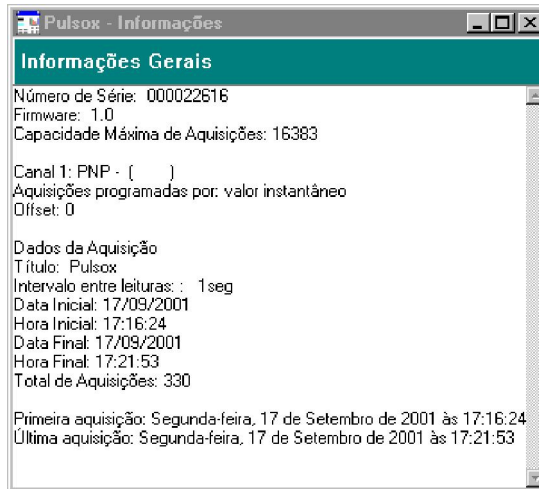 Pulsox - Informações
Informações Gerais
Número de Série: 000022616
Firmware: 1.0
Capacidade Máxima de Aquisições: 16383
Canal 1: PNP - ( )
Aquisições programadas por: valor instantâneo
Offset: 0
Dados da Aquisição
Título: Pulsox
Intervalo entre leituras: : 1seg
Data Inicial: 17/09/2001
Hora Inicial: 17:16:24
Data Final: 17/09/2001
Hora Final: 17:21:53
Total de Aquisições: 330
Primeira aquisição: Segunda-feira, 17 de Setembro de 2001 às 17:16:24
Última aquisição: Segunda-feira, 17 de Setembro de 2001 às 17:21:53